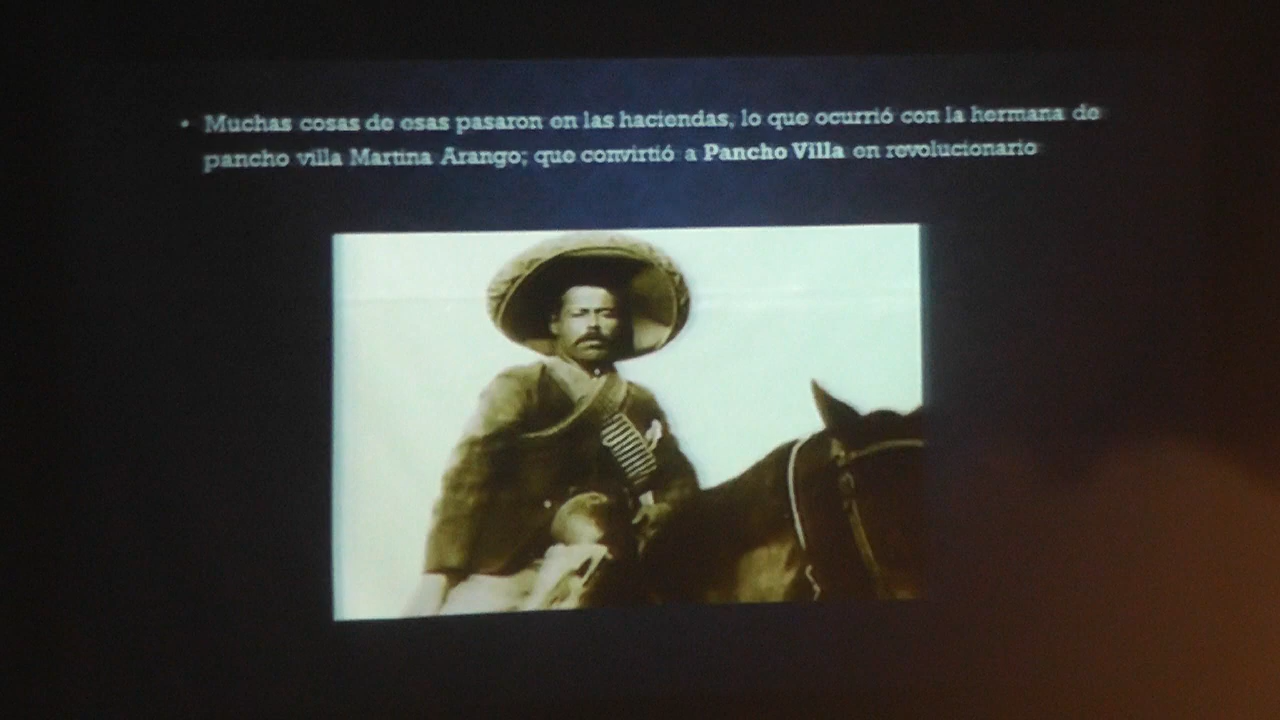 • Muchas cosas de esas pasaron en las haciendas, lo que ocurrió con la hermana de
pancho villa Martina Arango; que convirtió a Pancho Villa en revolucionario